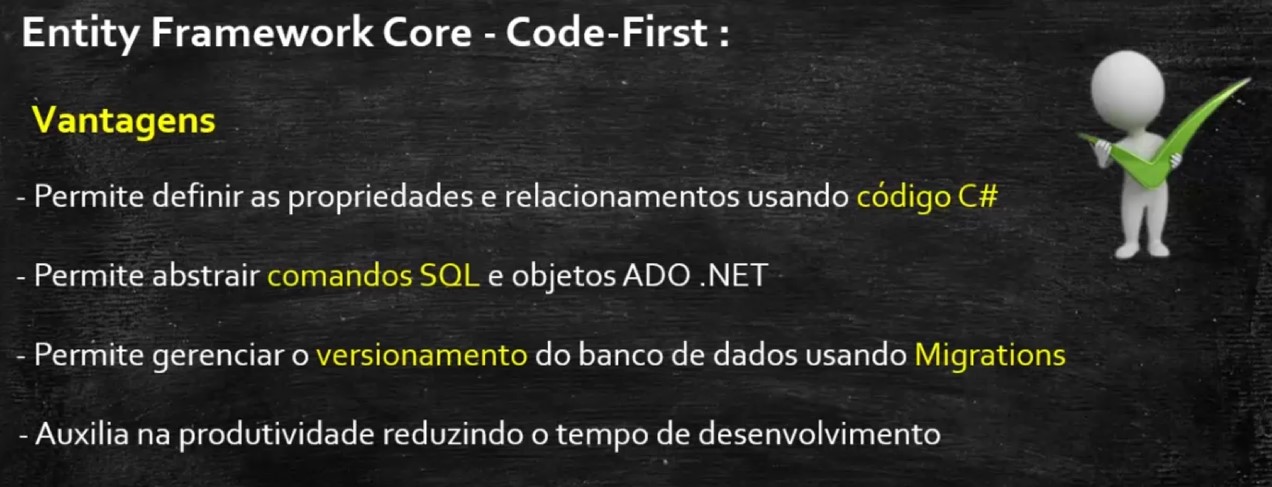 Entity Framework Core - Code-First :
Vantagens
- Permite definir as propriedades e relacionamentos usando código C#
- Permite abstrair comandos SQL e objetos ADO .NET
- Permite gerenciar o versionamento do banco de dados usando Migrations
- Auxilia na produtividade reduzindo o tempo de desenvolvimento